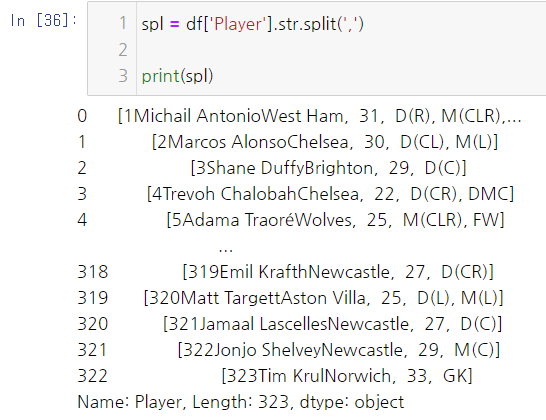 In [36]:
1 spl = df['Player'].str.split(',')
2
3 print(spl)
0 [1Michail AntonioWest Ham, 31, D(R), M(CLR),...
1 [2Marcos AlonsoChelsea, 30, D(CL), M(L)]
2 [3Shane DuffyBrighton, 29, D(C)]
3 [4Trevoh ChalobahChelsea, 22, D(CR), DMC]
4 [5Adama TraoréWolves, 25, M(CLR), FW]
...
318 [319Emil KrafthNewcastle, 27, D(CR)]
319 [320Matt TargettAston Villa, 25, D(L), M(L)]
320 [321Jamaal LascellesNewcastle, 27, D(C)]
321 [322Jonjo ShelveyNewcastle, 29, M(C)]
322 [323Tim KrulNorwich, 33, GK]
Name: Player, Length: 323, dtype: object